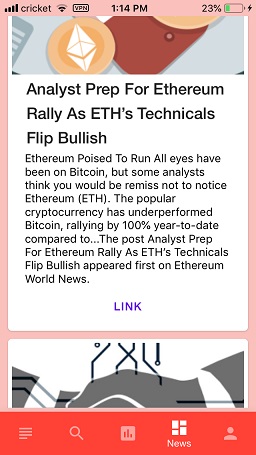 cricket VPN 1:14 PM 23%
Analyst Prep For Ethereum
Rally As ETH's Technicals
Flip Bullish
Ethereum Poised To Run All eyes have
been on Bitcoin, but some analysts
think you would be remiss not to notice
Ethereum (ETH). The popular
cryptocurrency has underperformed
Bitcoin, rallying by 100% year-to-date
compared to...The post Analyst Prep
For Ethereum Rally As ETH's Technicals
Flip Bullish appeared first on Ethereum
World News.
LINK
News